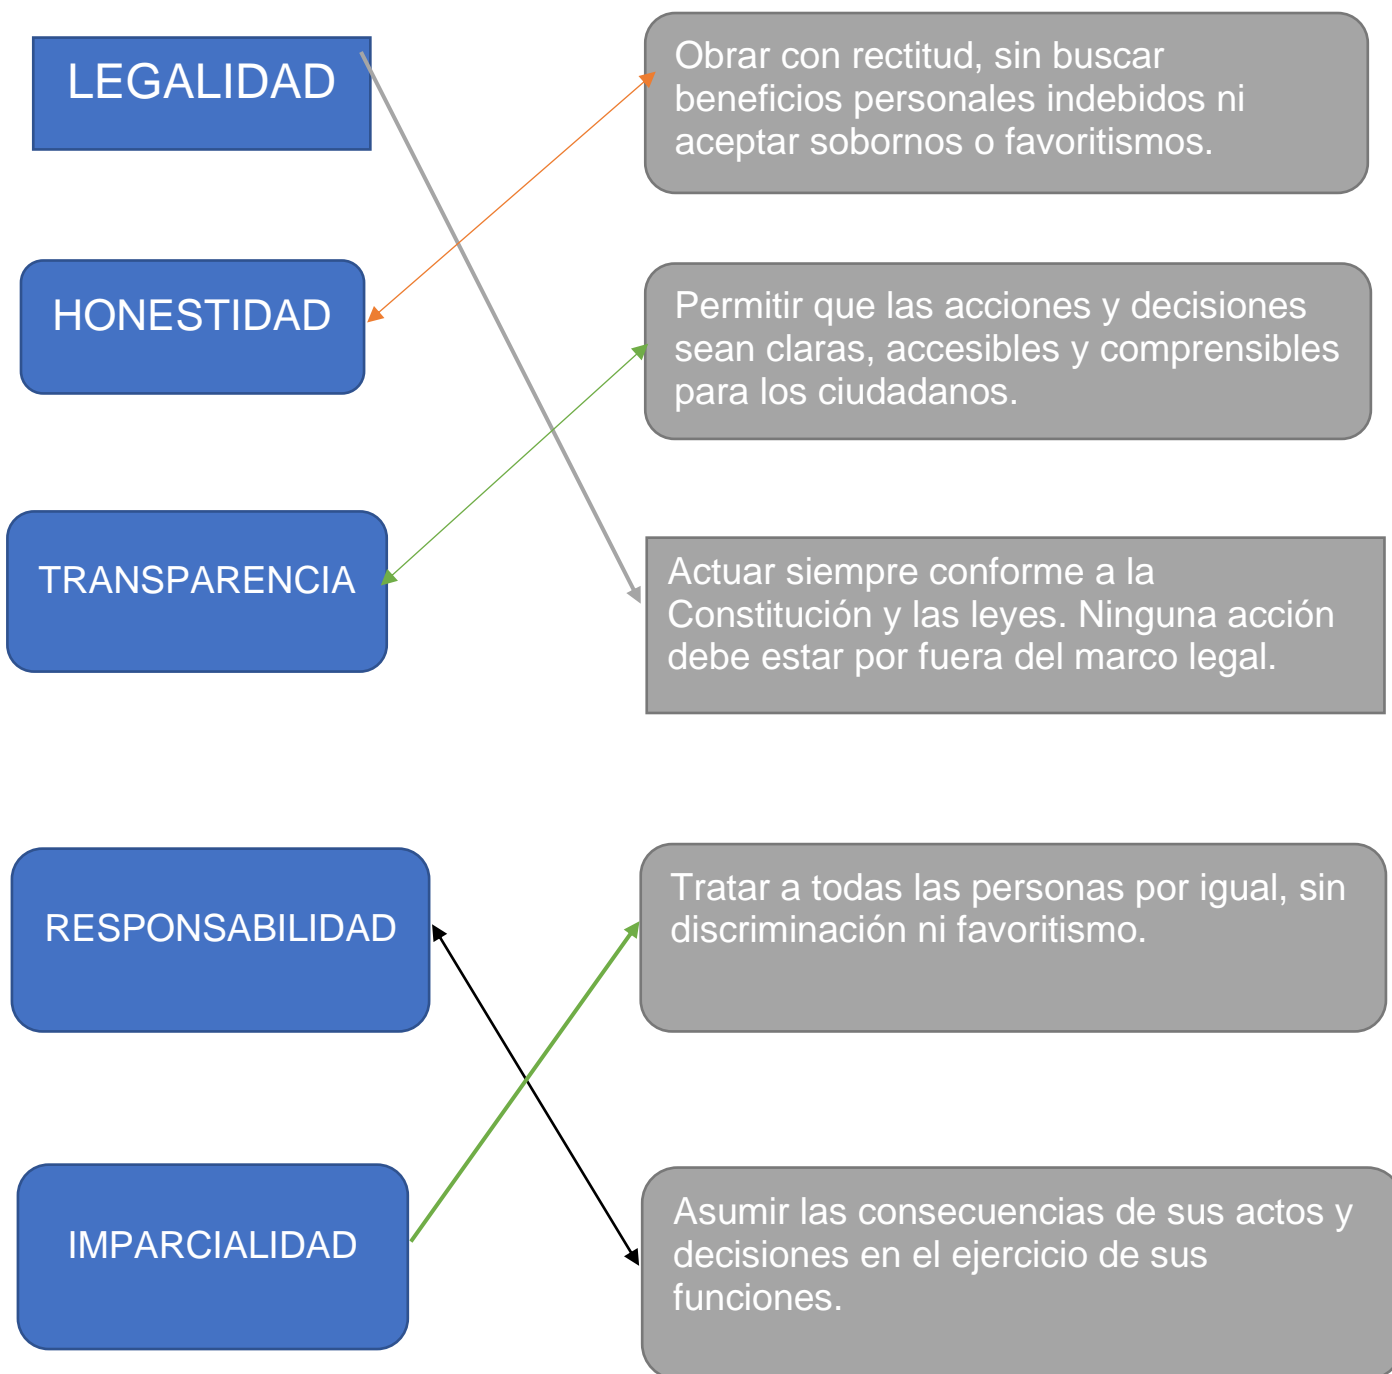 LEGALIDAD
Obrar con rectitud, sin buscar
beneficios personales indebidos ni
aceptar sobornos o favoritismos.
HONESTIDAD
Permitir que las acciones y decisiones
sean claras, accesibles y comprensibles
para los ciudadanos.
TRANSPARENCIA
Actuar siempre conforme a la
Constitución y las leyes. Ninguna acción
debe estar por fuera del marco legal.
RESPONSABILIDAD
Tratar a todas las personas por igual, sin
discriminación ni favoritismo.
IMPARCIALIDAD
Asumir las consecuencias de sus actos y
decisiones en el ejercicio de sus
funciones.